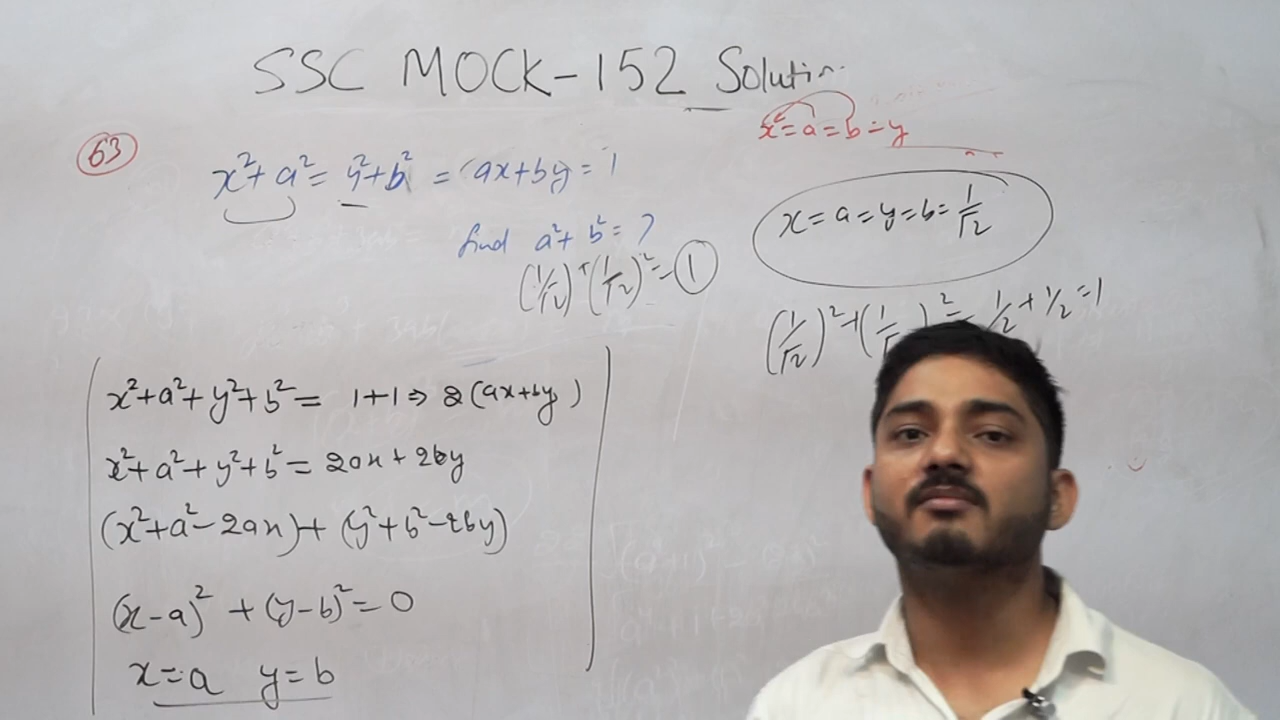 SSC MOCK-152 Solution
x²=a=b=y
63
x²+a²=y²+b² = ax+by=1
find a²+b²=?
(1/√2)²+(1/√2)²=1
x=a=y=b=1/√2
(1/√2)²+(1/√2)²=1/2+1/2=1
x²+a²+y²+b²= 1+1⇒2(ax+by)
x²+a²+y²+b²=2ax+2by
(x²+a²-2ax)+(y²+b²-2by)
(x-a)²+(y-b)²=0
x=a y=b